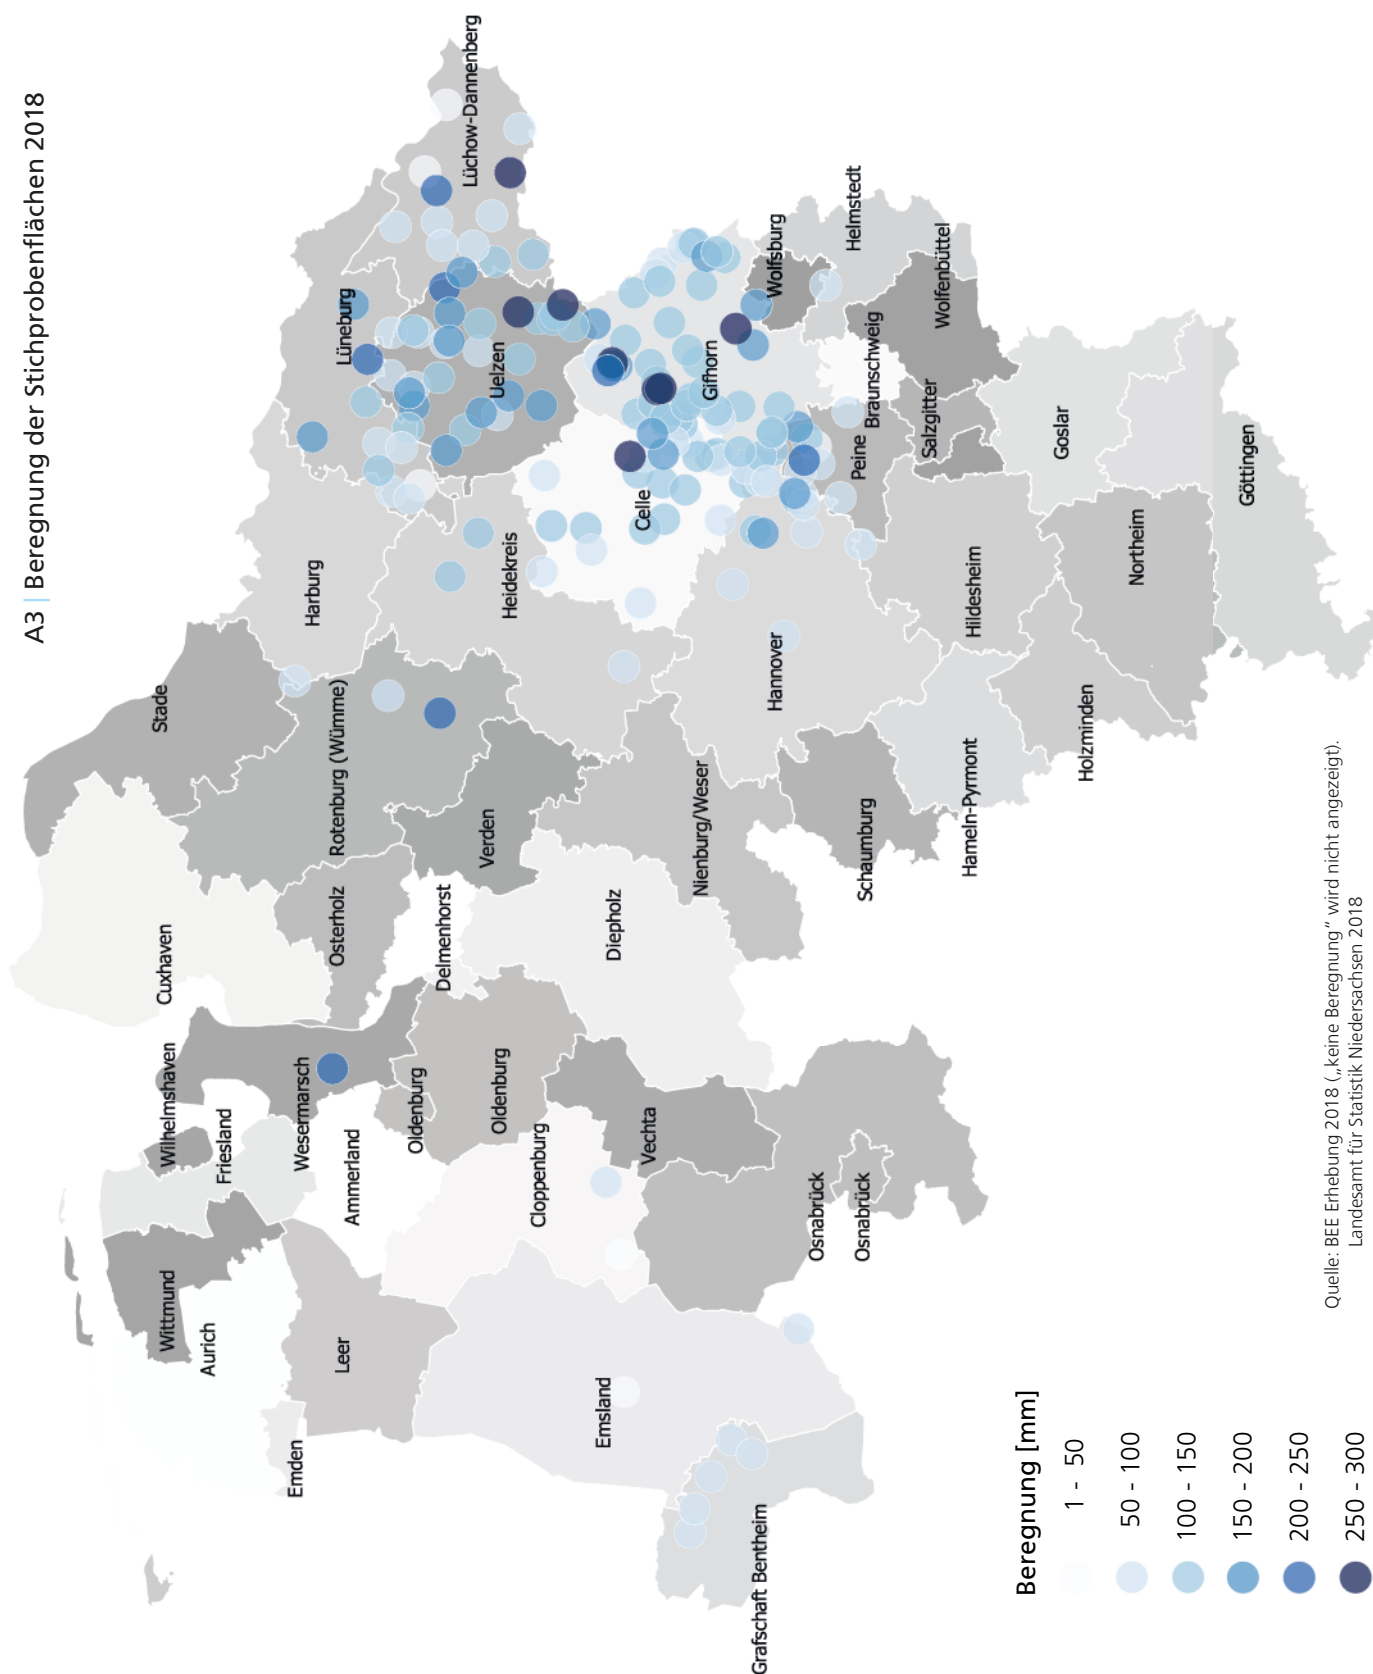 A3 | Beregnung der Stichprobenflächen 2018
Cuxhaven
Stade
Wilhelmshaven
Wittmund
Aurich
Friesland
Emden
Leer
Wesermarsch
Ammerland
Osterholz
Rotenburg (Wümme)
Harburg
Lüneburg
Lüchow-Dannenberg
Oldenburg
Delmenhorst
Oldenburg
Verden
Heidekreis
Uelzen
Cloppenburg
Emsland
Diepholz
Vechta
Celle
Nienburg/Weser
Gifhorn
Grafschaft Bentheim
Hannover
Wolfsburg
Osnabrück
Osnabrück
Schaumburg
Peine
Braunschweig
Helmstedt
Hameln-Pyrmont
Hildesheim
Salzgitter
Wolfenbüttel
Holzminden
Goslar
Northeim
Göttingen
Beregnung [mm]
1 - 50
50 - 100
100 - 150
150 - 200
200 - 250
250 - 300
Quelle: BEE Erhebung 2018 („keine Beregnung“ wird nicht angezeigt).
Landesamt für Statistik Niedersachsen 2018